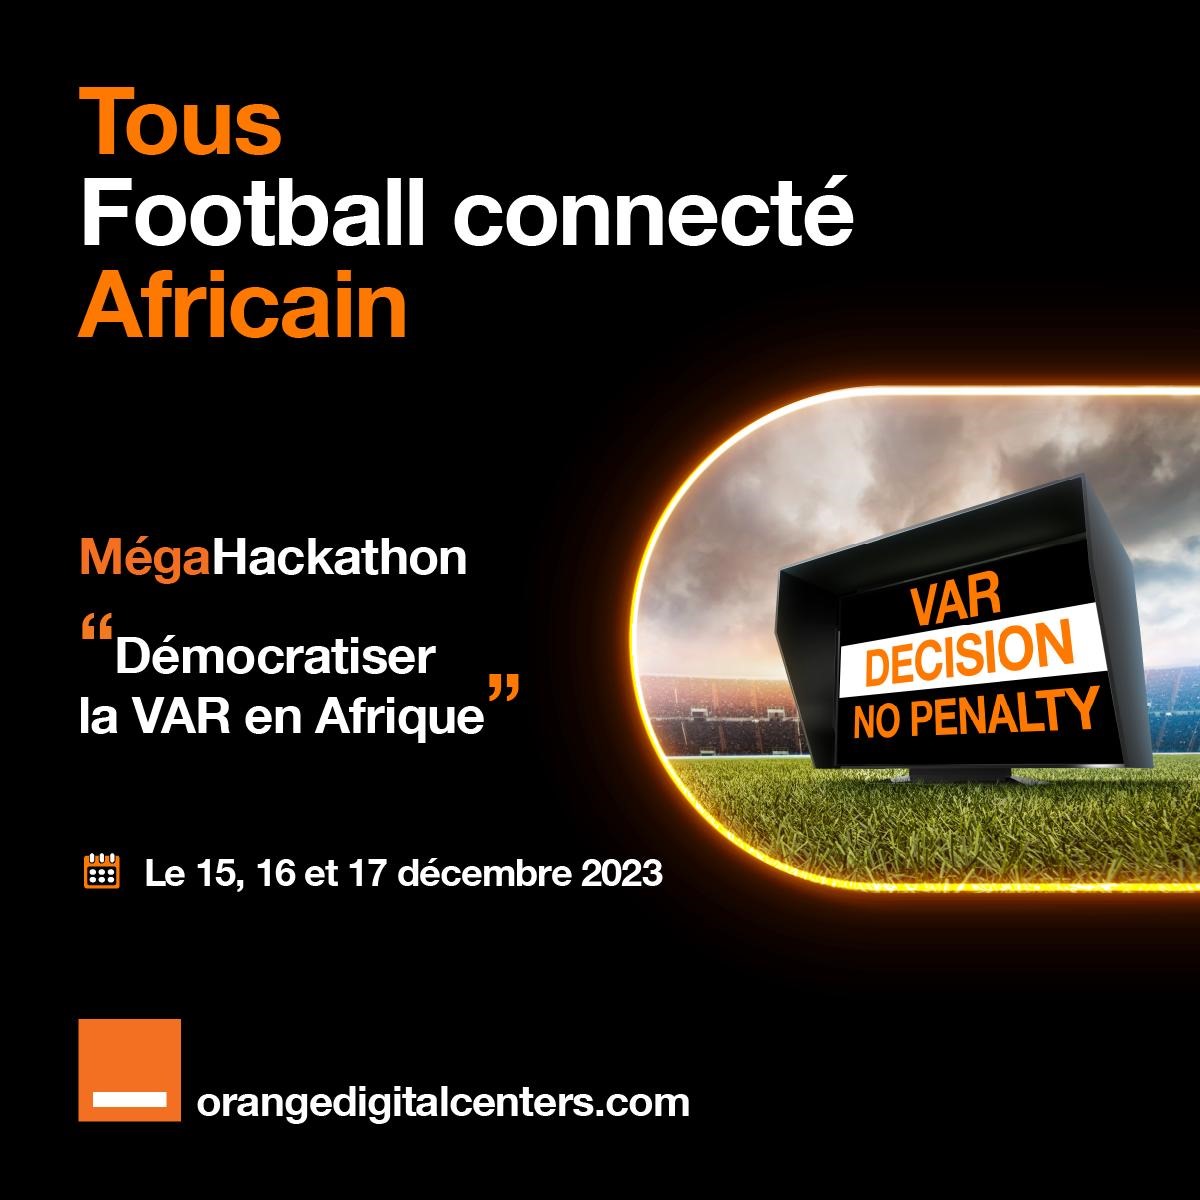 Tous
Football connecté
Africain
MégaHackathon
“Démocratiser
la VAR en Afrique”
Le 15, 16 et 17 décembre 2023
VAR
DECISION
NO PENALTY
orangedigitalcenters.com